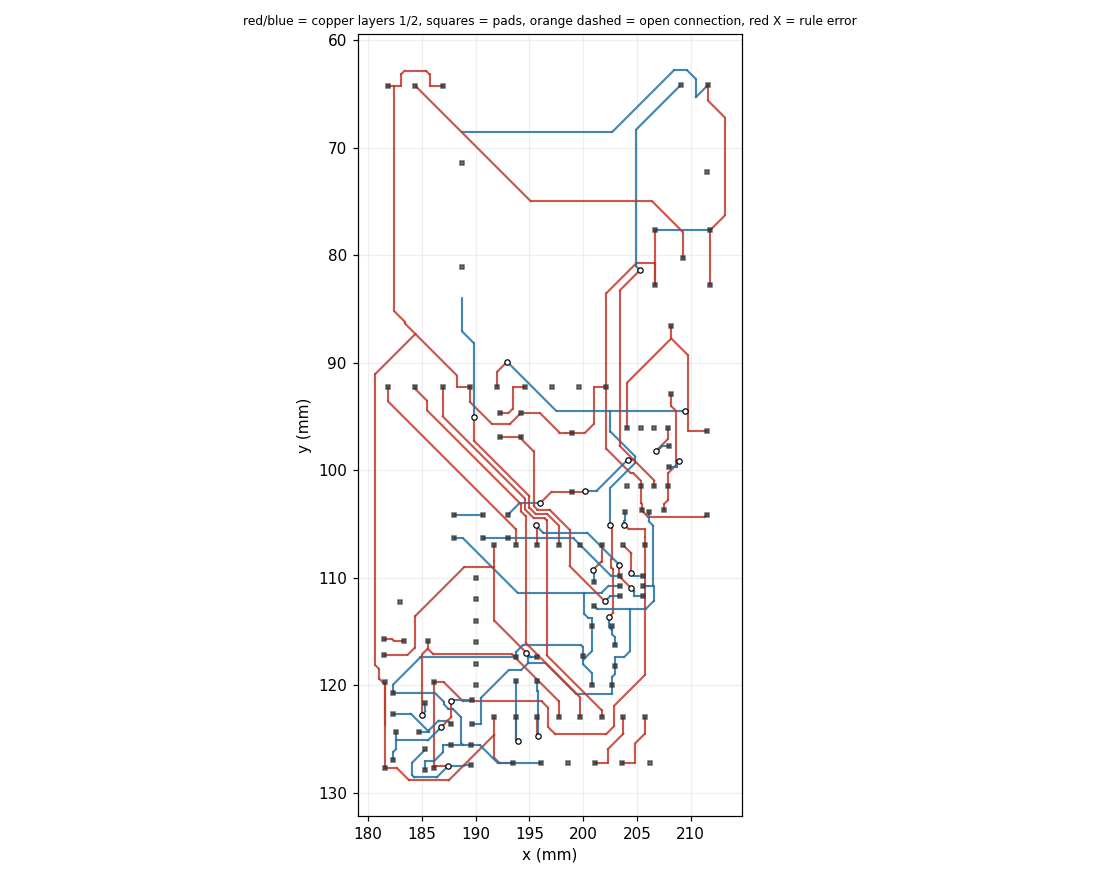 red/blue = copper layers 1/2, squares = pads, orange dashed = open connection, red X = rule error
60
70
80
90
100
110
120
130
y (mm)
180 185 190 195 200 205 210
x (mm)